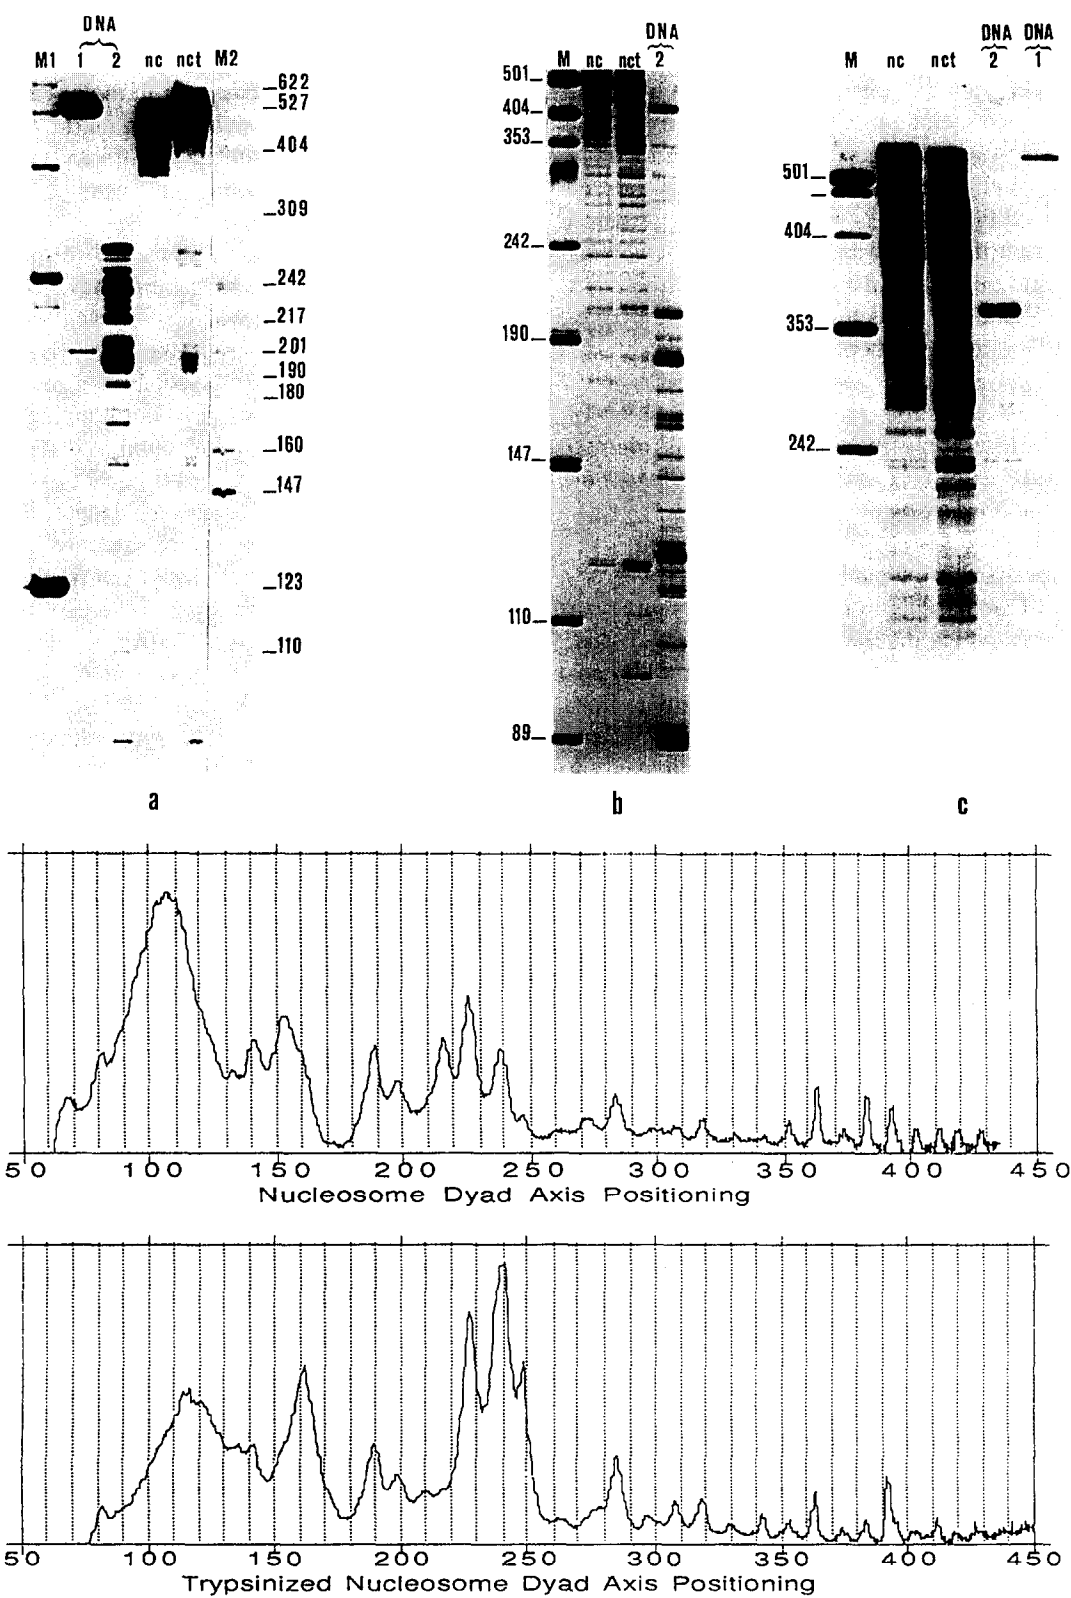 DNA
M1 1 2 nc nct M2
622
527
404
309
242
217
201
190
180
160
147
123
110
a
DNA
M nc nct 2
501
404
353
242
190
147
110
89
b
DNA DNA
M nc nct 2 1
501
404
353
242
c
50 100 150 200 250 300 350 400 450
Nucleosome Dyad Axis Positioning
50 100 150 200 250 300 350 400 450
Trypsinized Nucleosome Dyad Axis Positioning